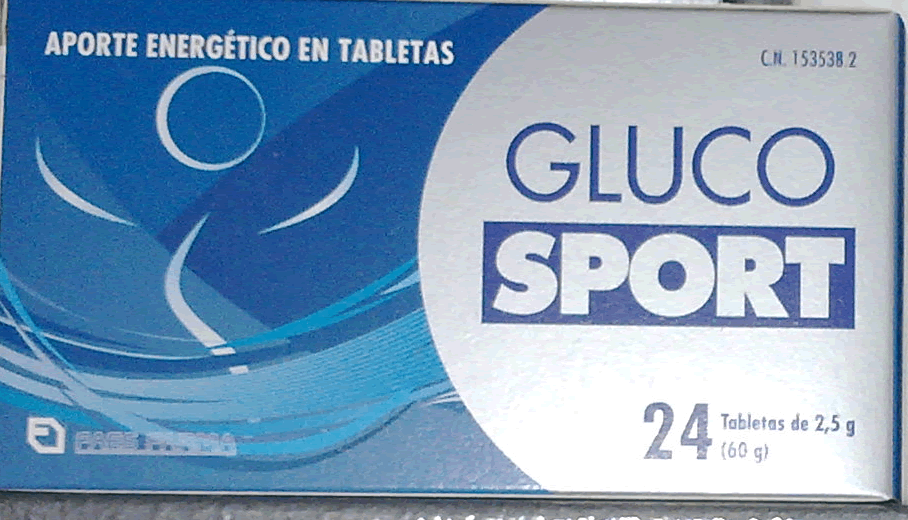 APORTE ENERGÉTICO EN TABLETAS
C.N. 153538.2
GLUCO
SPORT
24 Tabletas de 2,5 g
(60 g)